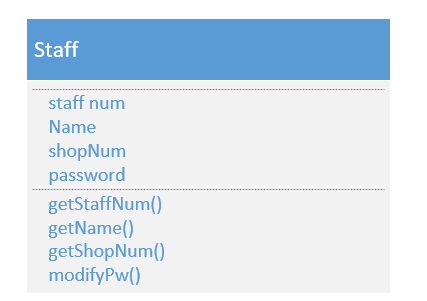 Staff
staff num
Name
shopNum
password
getStaffNum()
getName()
getShopNum()
modifyPw()